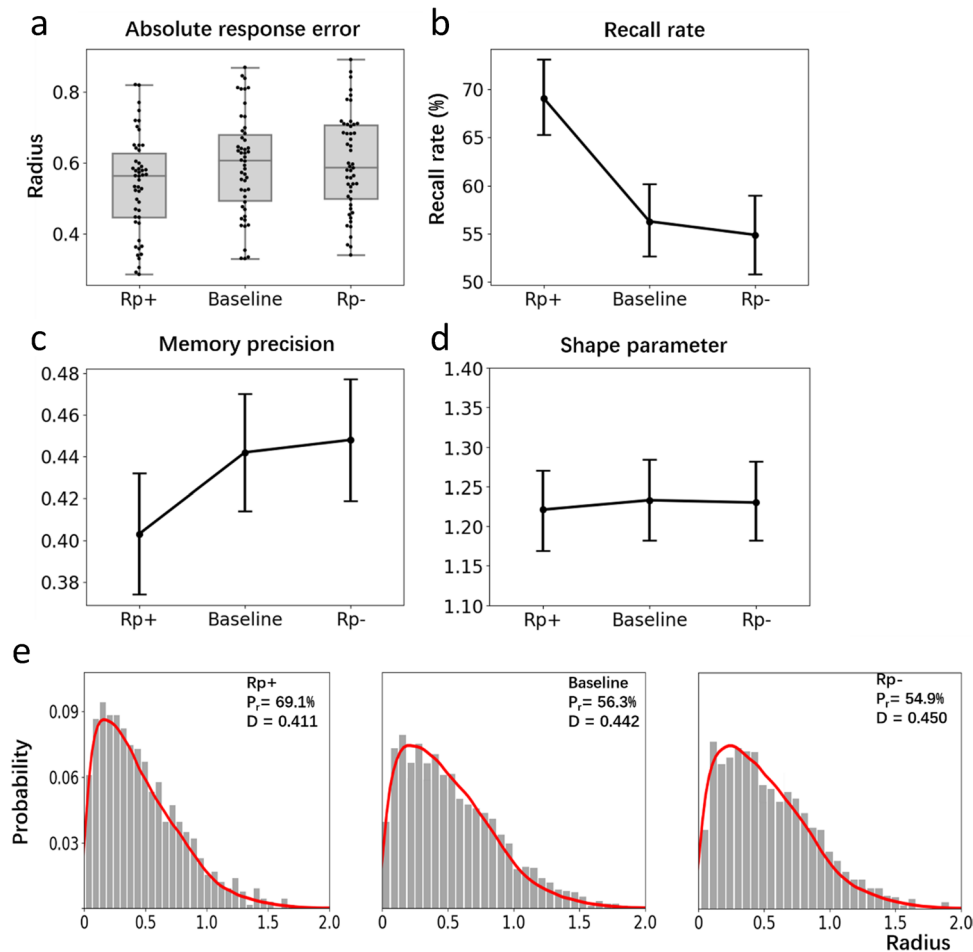 a
Absolute response error
Radius
0.8
0.6
0.4
Rp+ Baseline Rp-
b
Recall rate
Recall rate (%)
70
65
60
55
50
Rp+ Baseline Rp-
c
Memory precision
0.48
0.46
0.44
0.42
0.40
0.38
Rp+ Baseline Rp-
d
Shape parameter
1.40
1.35
1.30
1.25
1.20
1.15
1.10
Rp+ Baseline Rp-
e
Probability
0.09
0.06
0.03
Rp+
Pr= 69.1%
D = 0.411
0 0.5 1.0 1.5 2.0
Baseline
Pr= 56.3%
D = 0.442
0 0.5 1.0 1.5 2.0
Rp-
Pr= 54.9%
D = 0.450
0 0.5 1.0 1.5 2.0
Radius